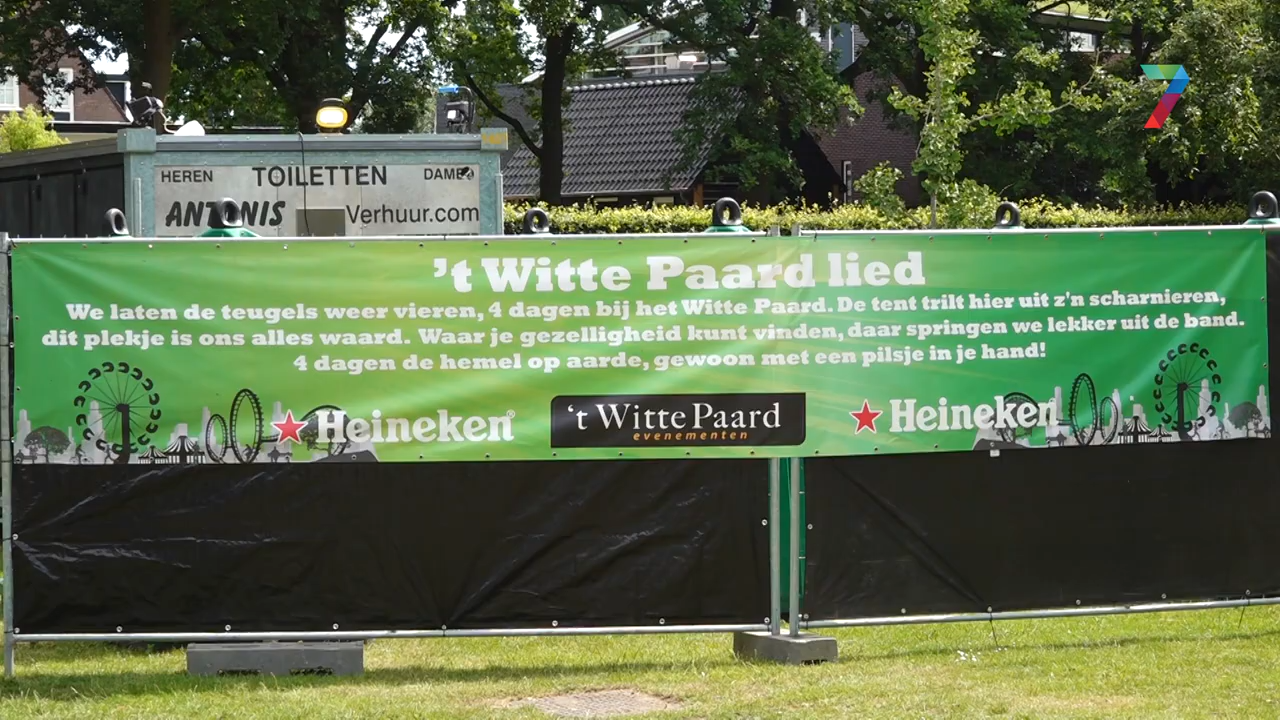 7
HEREN TOILETTEN DAMES
ANTONIS Verhuur.com
't Witte Paard lied
We laten de teugels weer vieren, 4 dagen bij het Witte Paard. De tent trilt hier uit z'n scharnieren,
dit plekje is ons alles waard. Waar je gezelligheid kunt vinden, daar springen we lekker uit de band.
4 dagen de hemel op aarde, gewoon met een pilsje in je hand!
Heineken® 't Witte Paard Heineken
evenementen